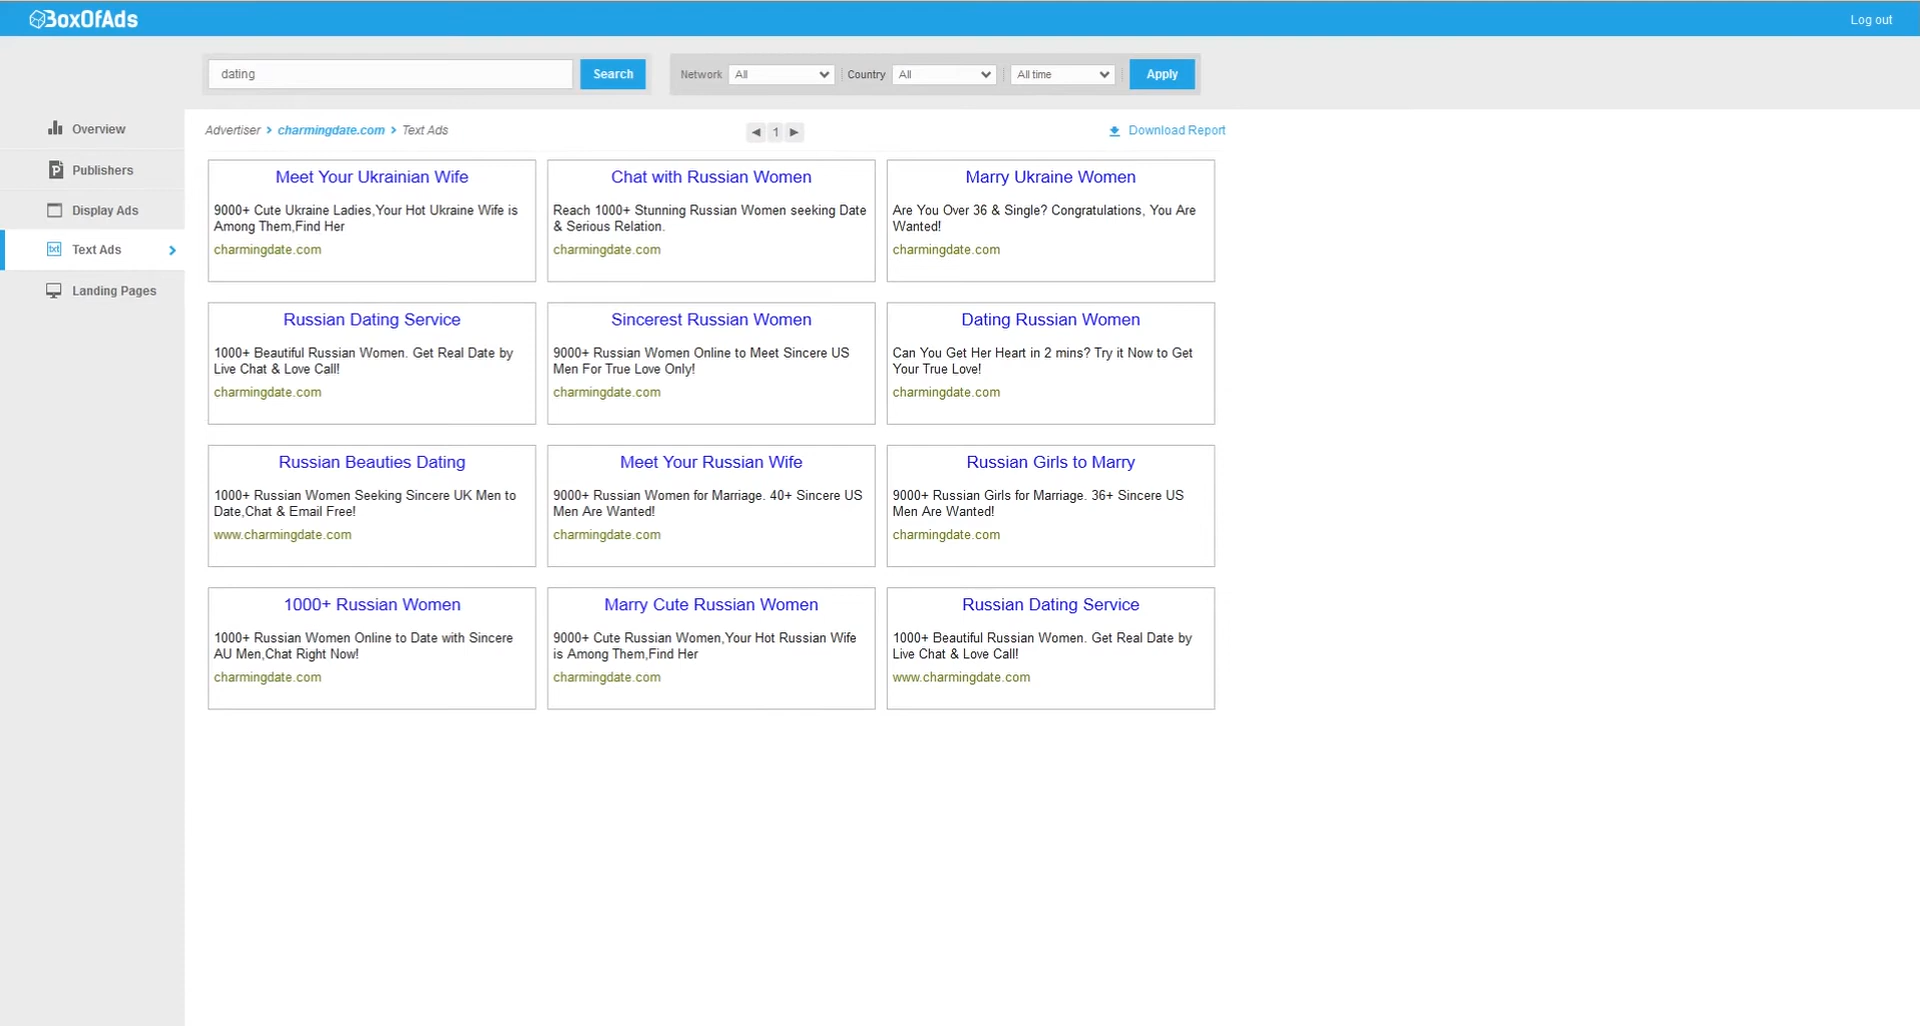 BoxOfAds
Log out
dating
Search
Network
All
Country
All
All time
Apply
Overview
Publishers
Display Ads
txt
Text Ads
Landing Pages
Advertiser > charmingdate.com > Text Ads
◀ 1 ▶
Download Report
Meet Your Ukrainian Wife
9000+ Cute Ukraine Ladies,Your Hot Ukraine Wife is
Among Them,Find Her
charmingdate.com
Chat with Russian Women
Reach 1000+ Stunning Russian Women seeking Date
& Serious Relation.
charmingdate.com
Marry Ukraine Women
Are You Over 36 & Single? Congratulations, You Are
Wanted!
charmingdate.com
Russian Dating Service
1000+ Beautiful Russian Women. Get Real Date by
Live Chat & Love Call!
charmingdate.com
Sincerest Russian Women
9000+ Russian Women Online to Meet Sincere US
Men For True Love Only!
charmingdate.com
Dating Russian Women
Can You Get Her Heart in 2 mins? Try it Now to Get
Your True Love!
charmingdate.com
Russian Beauties Dating
1000+ Russian Women Seeking Sincere UK Men to
Date,Chat & Email Free!
www.charmingdate.com
Meet Your Russian Wife
9000+ Russian Women for Marriage. 40+ Sincere US
Men Are Wanted!
charmingdate.com
Russian Girls to Marry
9000+ Russian Girls for Marriage. 36+ Sincere US
Men Are Wanted!
charmingdate.com
1000+ Russian Women
1000+ Russian Women Online to Date with Sincere
AU Men,Chat Right Now!
charmingdate.com
Marry Cute Russian Women
9000+ Cute Russian Women,Your Hot Russian Wife
is Among Them,Find Her
charmingdate.com
Russian Dating Service
1000+ Beautiful Russian Women. Get Real Date by
Live Chat & Love Call!
www.charmingdate.com